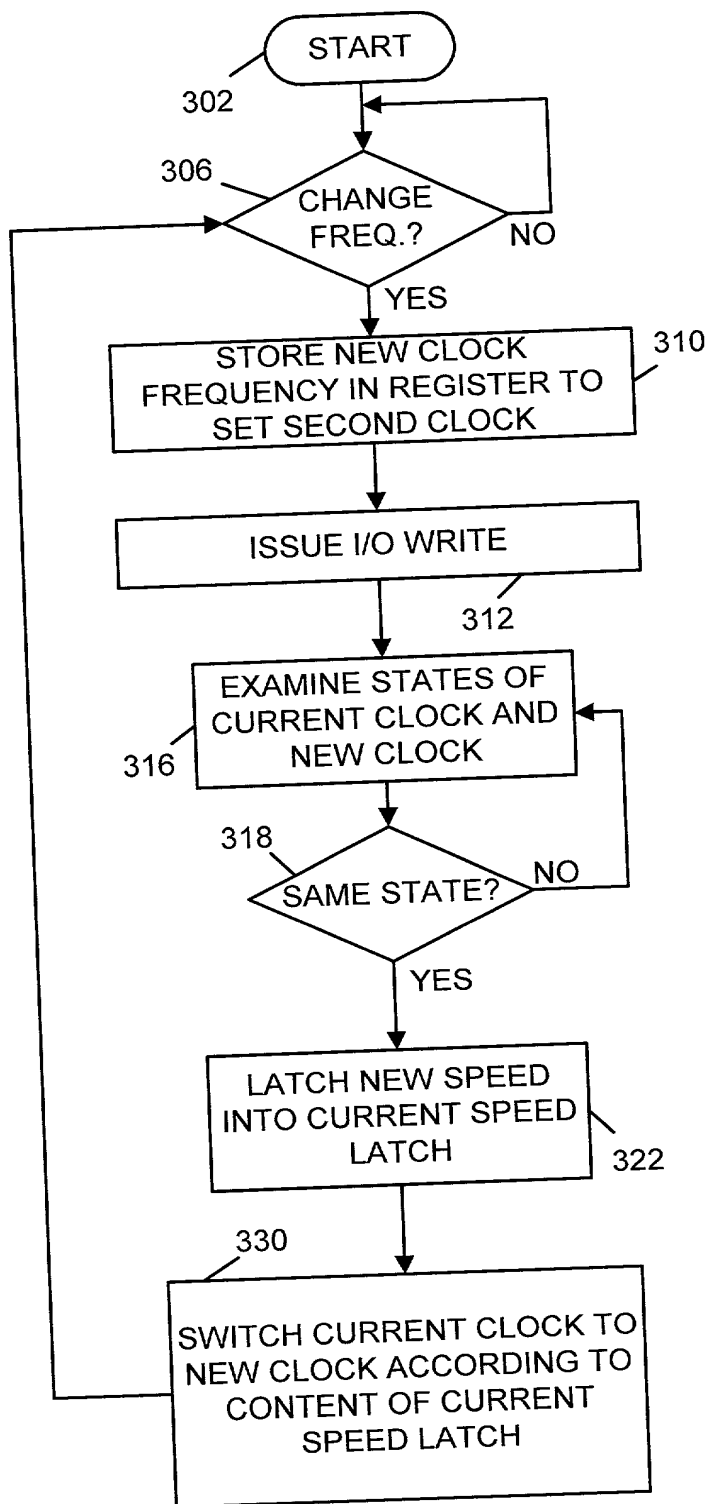 START
302
306
CHANGE
FREQ.?
NO
YES
STORE NEW CLOCK
FREQUENCY IN REGISTER TO
SET SECOND CLOCK
310
ISSUE I/O WRITE
312
EXAMINE STATES OF
CURRENT CLOCK AND
NEW CLOCK
316
318
SAME STATE?
NO
YES
LATCH NEW SPEED
INTO CURRENT SPEED
LATCH
322
330
SWITCH CURRENT CLOCK TO
NEW CLOCK ACCORDING TO
CONTENT OF CURRENT
SPEED LATCH